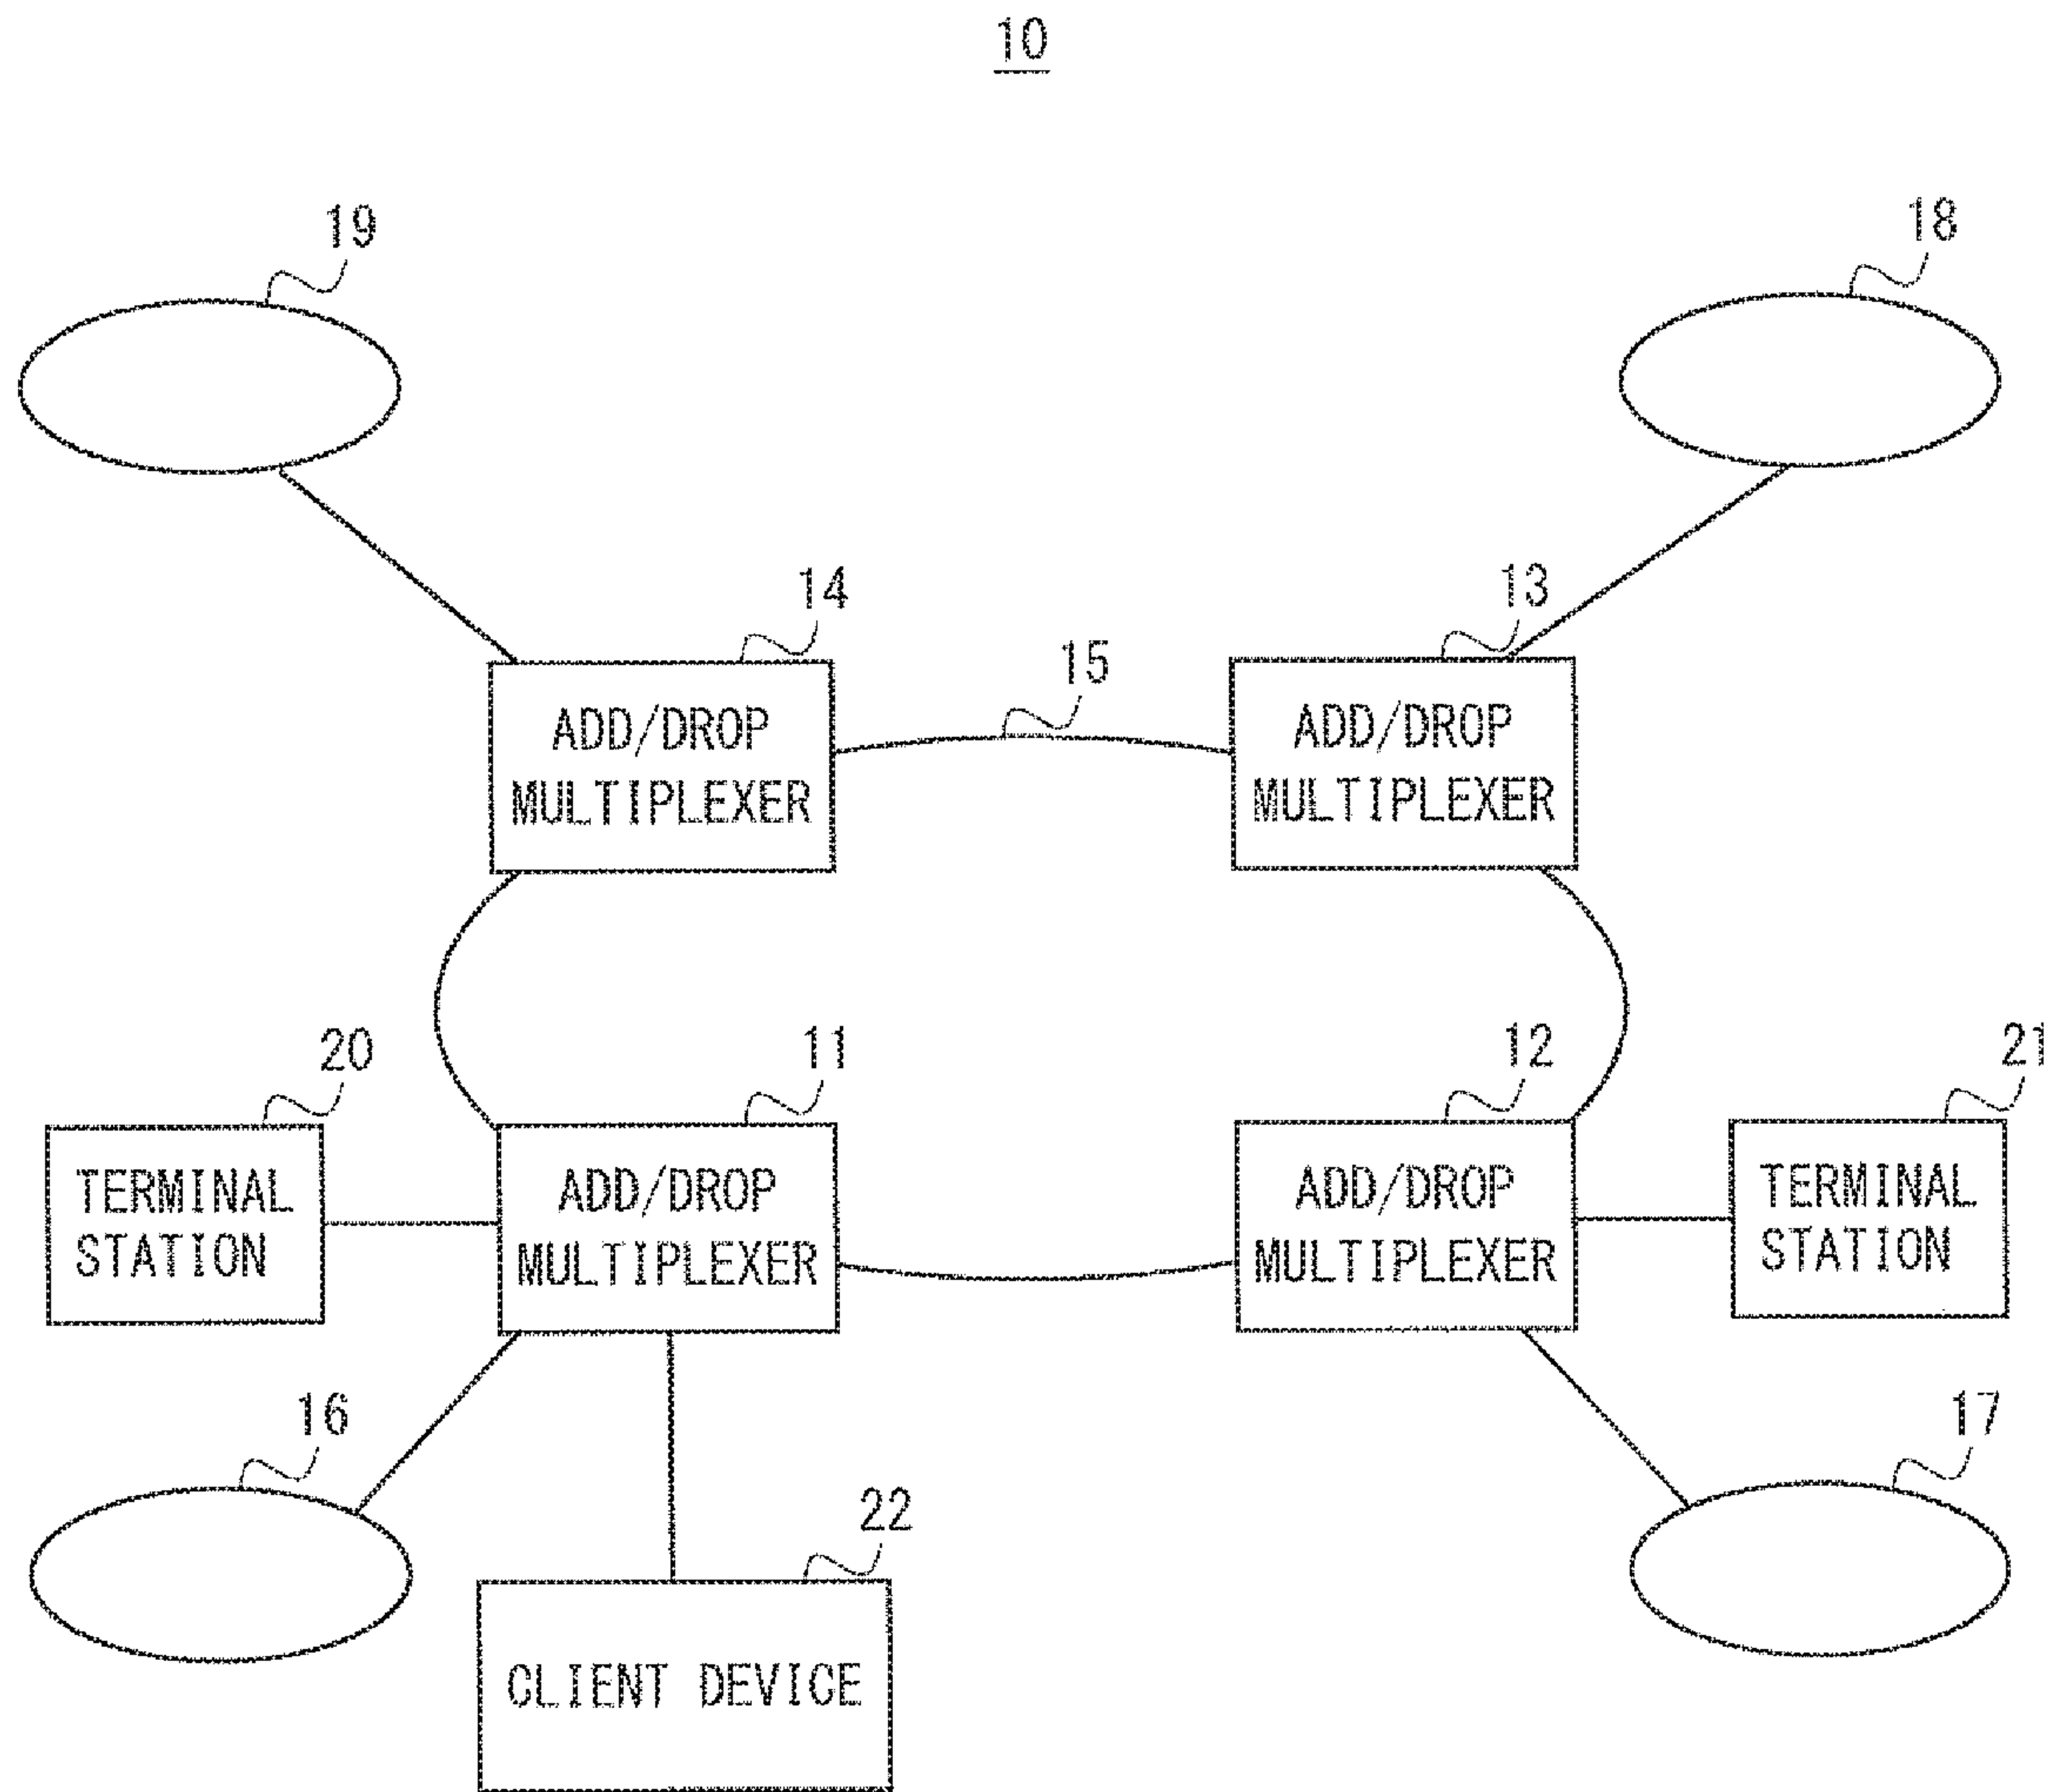 10
19
18
14
13
15
ADD/DROP
MULTIPLEXER
ADD/DROP
MULTIPLEXER
20
11
12
21
TERMINAL
STATION
ADD/DROP
MULTIPLEXER
ADD/DROP
MULTIPLEXER
TERMINAL
STATION
16
22
17
CLIENT DEVICE